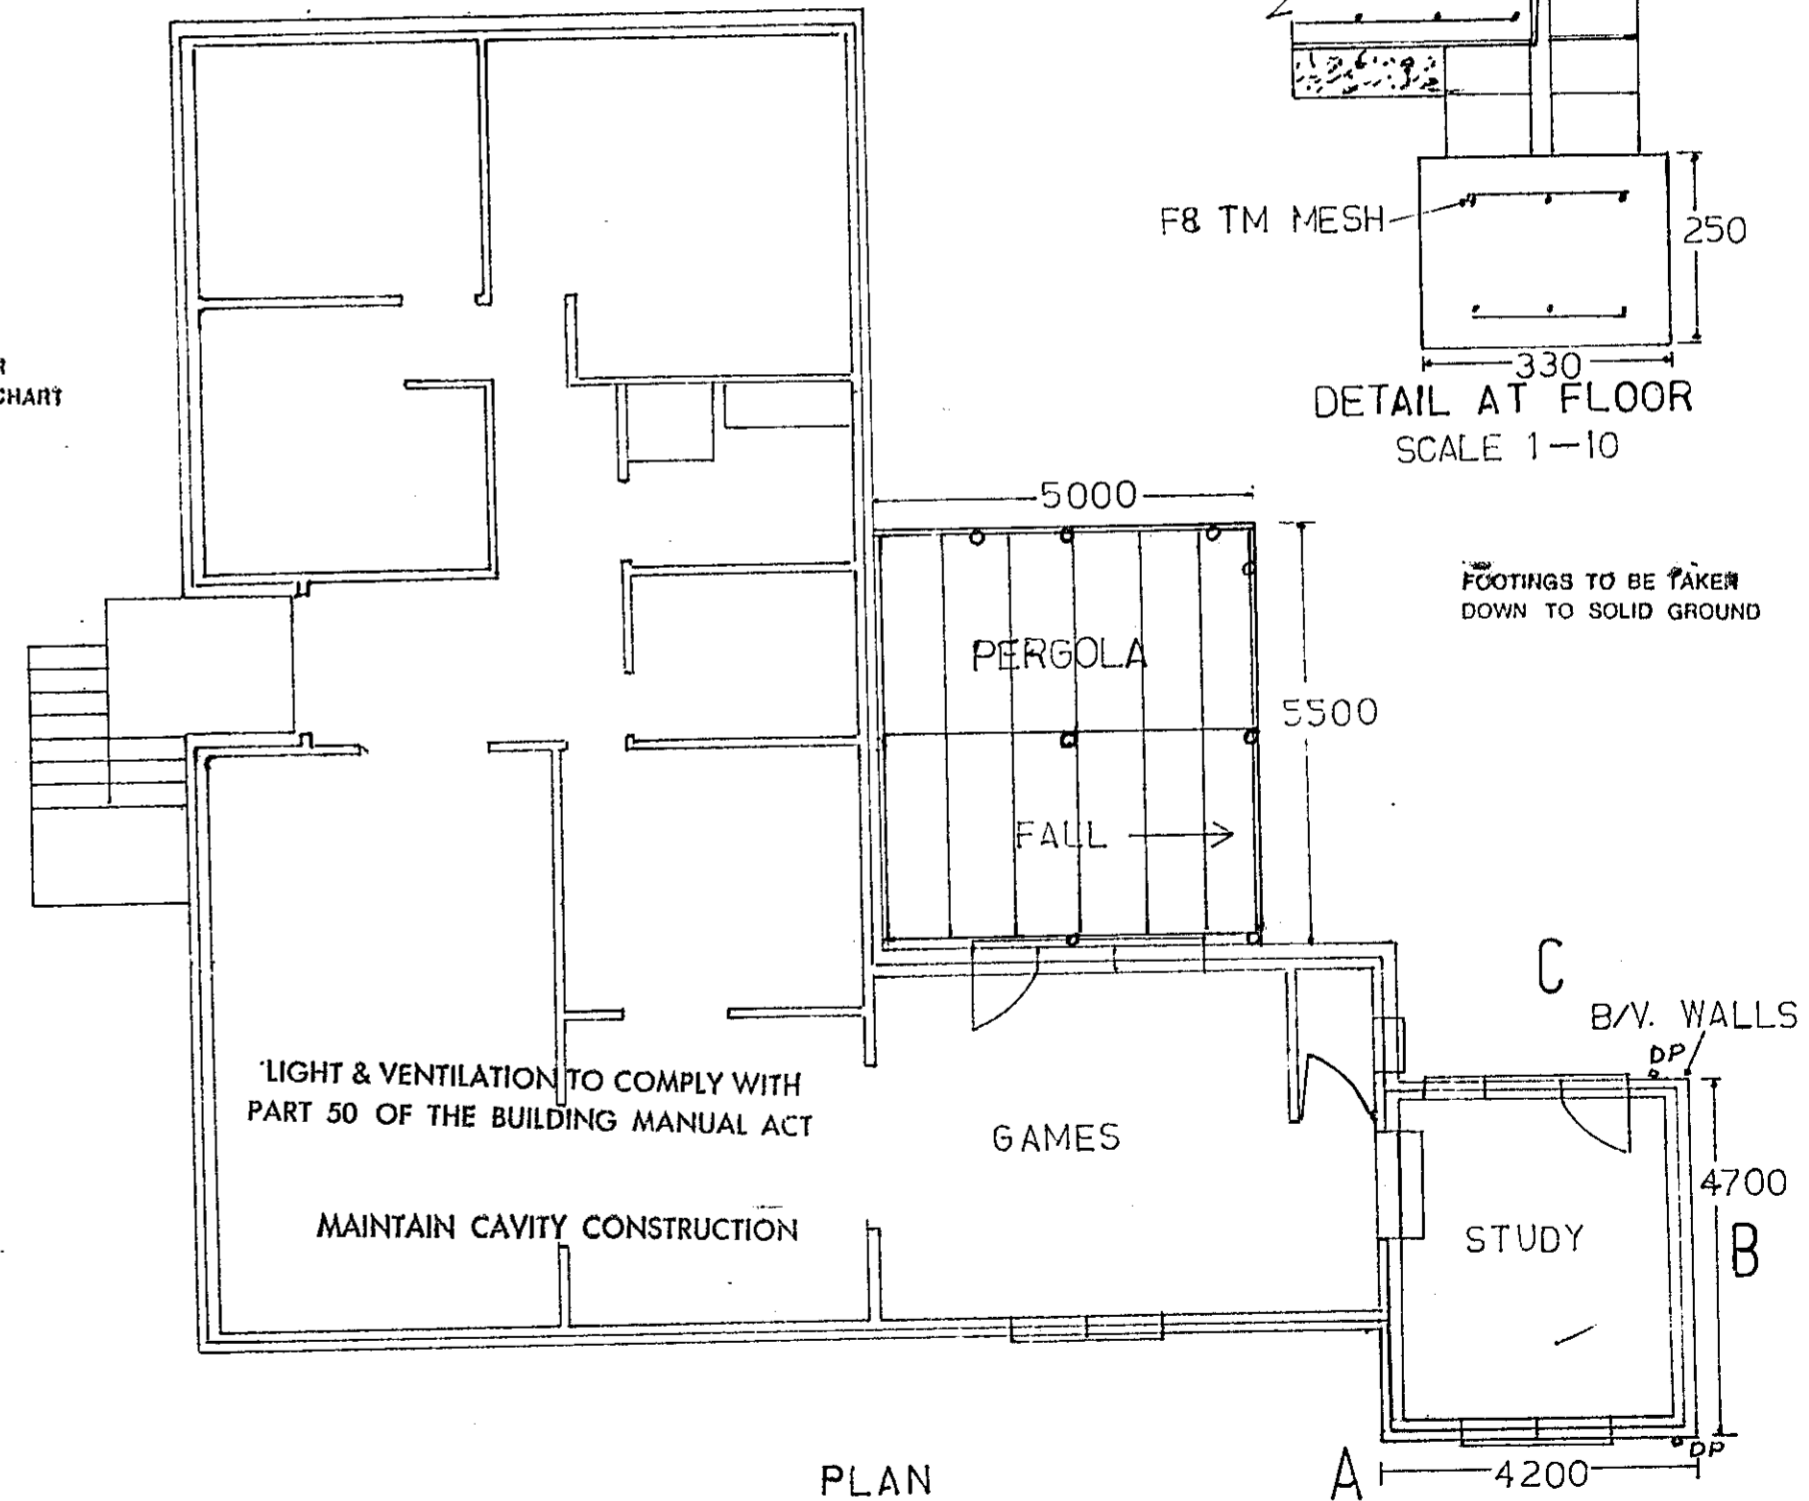 F8 TM MESH
250
330
DETAIL AT FLOOR
SCALE 1—10
CHART
5000
FOOTINGS TO BE TAKEN
DOWN TO SOLID GROUND
PERGOLA
5500
FALL
C
B/V. WALLS
DP
LIGHT & VENTILATION TO COMPLY WITH
PART 50 OF THE BUILDING MANUAL ACT
GAMES
4700
MAINTAIN CAVITY CONSTRUCTION
STUDY
B
DP
PLAN
A
4200